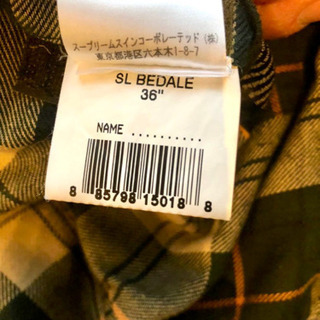 スープリームスインコーポレーテッド(株)
東京都港区六本木1-8-7
SL BEDALE
36"
NAME ..........
8 85798 15018 8